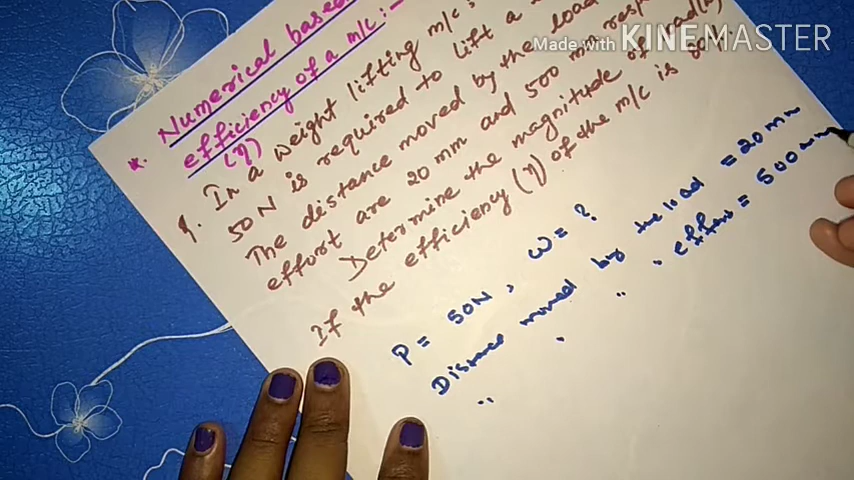 Made with KINEMASTER
*. Numerical based
efficiency of a m/c :-
(η)
q. In a weight lifting m/c
50 N is required to lift a
The distance moved by the load
effort are 20 mm and 500 mm resp
Determine the magnitude of load
If the efficiency (η) of the m/c is
P = 50N, W = ?
Distance moved by the load = 20 mm
" " " " effort = 500 mm